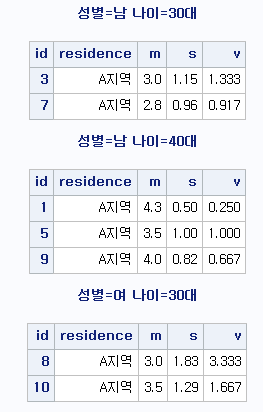 성별=남 나이=30대
id residence m s v
3 A지역 3.0 1.15 1.333
7 A지역 2.8 0.96 0.917
성별=남 나이=40대
id residence m s v
1 A지역 4.3 0.50 0.250
5 A지역 3.5 1.00 1.000
9 A지역 4.0 0.82 0.667
성별=여 나이=30대
id residence m s v
8 A지역 3.0 1.83 3.333
10 A지역 3.5 1.29 1.667